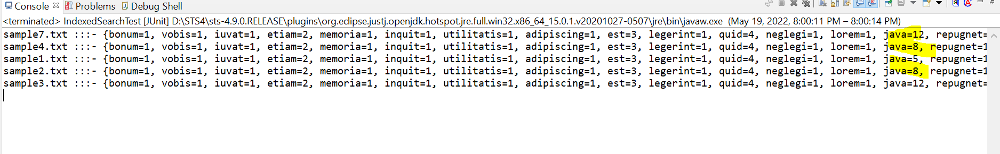 Console Problems Debug Shell
<terminated> IndexedSearchTest [JUnit] D:\STS4\sts-4.9.0.RELEASE\plugins\org.eclipse.justj.openjdk.hotspot.jre.full.win32.x86_64_15.0.1.v20201027-0507\jre\bin\javaw.exe (May 19, 2022, 8:00:11 PM – 8:00:14 PM)
sample7.txt :::- {bonum=1, vobis=1, iuvat=1, etiam=2, memoria=1, inquit=1, utilitatis=1, adipiscing=1, est=3, legerint=1, quid=4, neglegi=1, lorem=1, java=12, repugnet=
sample4.txt :::- {bonum=1, vobis=1, iuvat=1, etiam=2, memoria=1, inquit=1, utilitatis=1, adipiscing=1, est=3, legerint=1, quid=4, neglegi=1, lorem=1, java=8, repugnet=1
sample1.txt :::- {bonum=1, vobis=1, iuvat=1, etiam=2, memoria=1, inquit=1, utilitatis=1, adipiscing=1, est=3, legerint=1, quid=4, neglegi=1, lorem=1, java=5, repugnet=1
sample2.txt :::- {bonum=1, vobis=1, iuvat=1, etiam=2, memoria=1, inquit=1, utilitatis=1, adipiscing=1, est=3, legerint=1, quid=4, neglegi=1, lorem=1, java=8, repugnet=1
sample3.txt :::- {bonum=1, vobis=1, iuvat=1, etiam=2, memoria=1, inquit=1, utilitatis=1, adipiscing=1, est=3, legerint=1, quid=4, neglegi=1, lorem=1, java=12, repugnet=